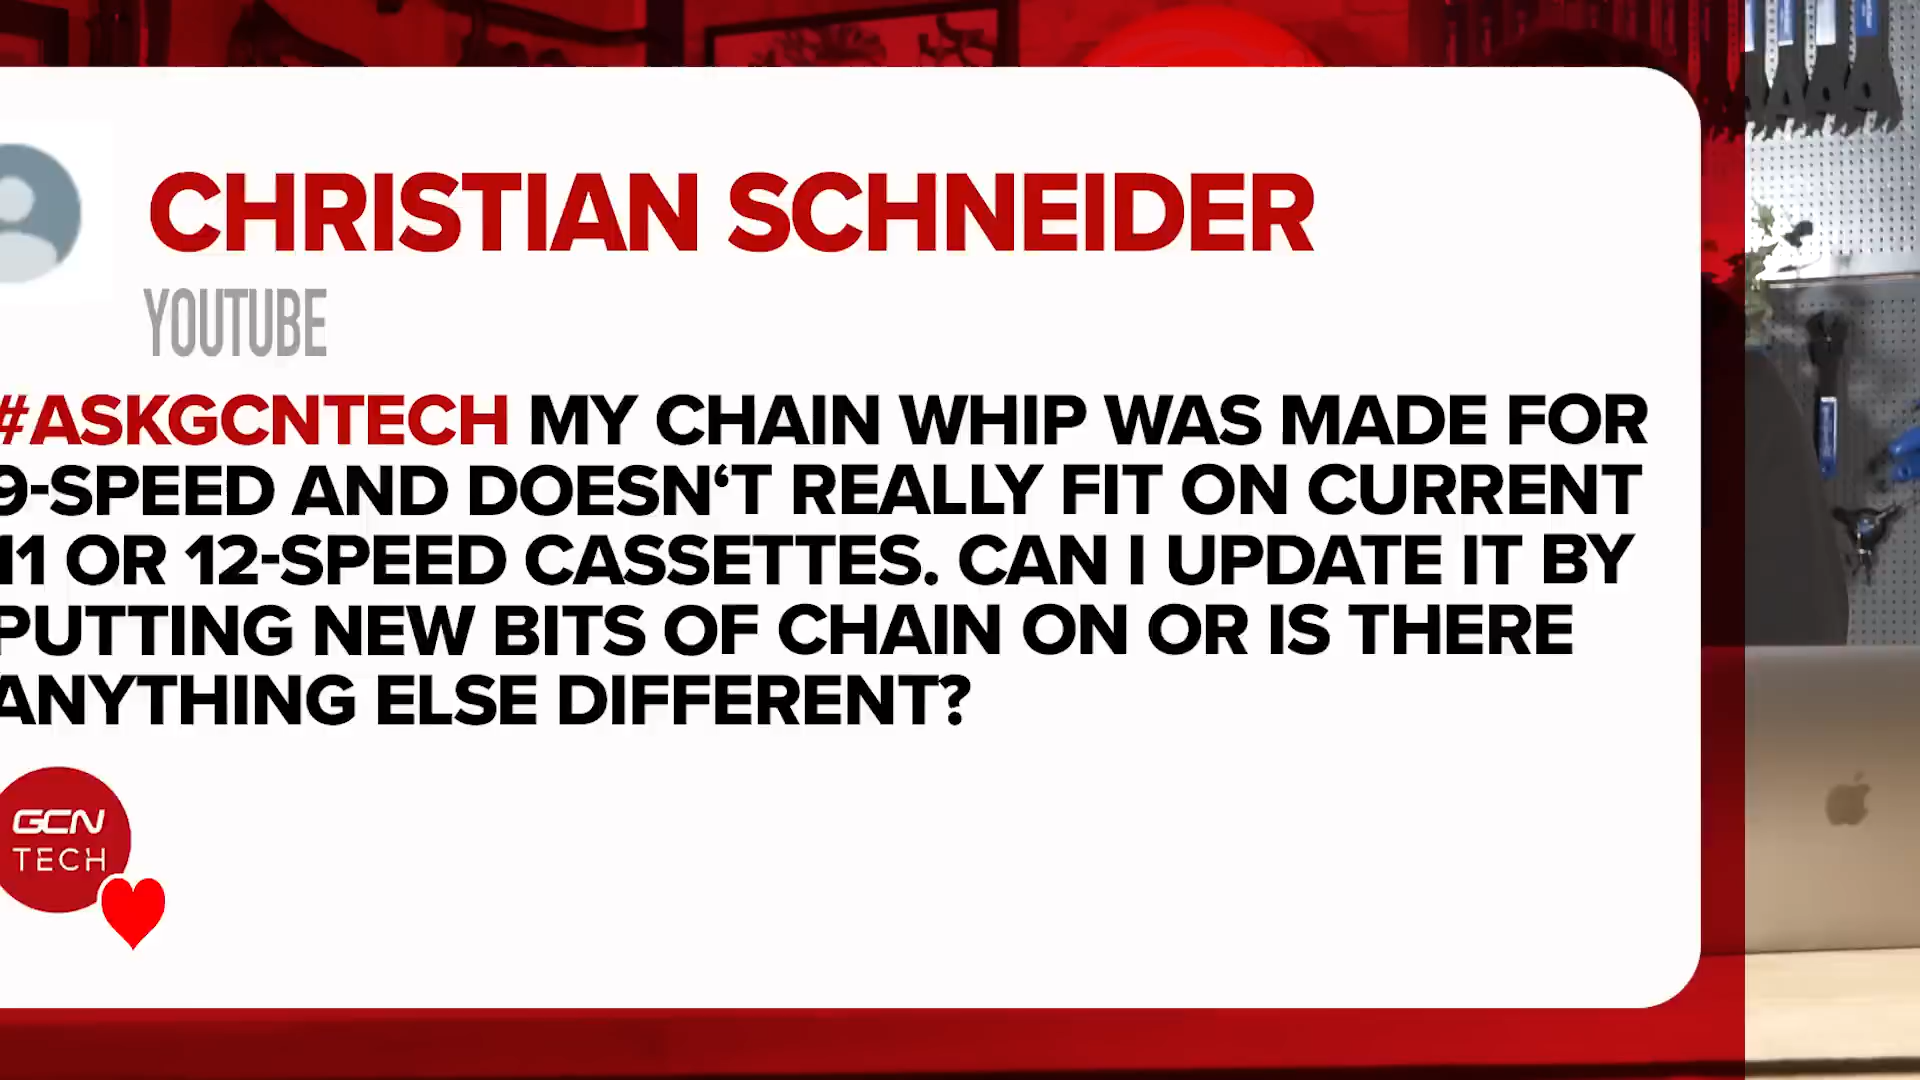 CHRISTIAN SCHNEIDER
YOUTUBE
#ASKGCNTECH MY CHAIN WHIP WAS MADE FOR
9-SPEED AND DOESN‘T REALLY FIT ON CURRENT
11 OR 12-SPEED CASSETTES. CAN I UPDATE IT BY
PUTTING NEW BITS OF CHAIN ON OR IS THERE
ANYTHING ELSE DIFFERENT?
GCN
TECH